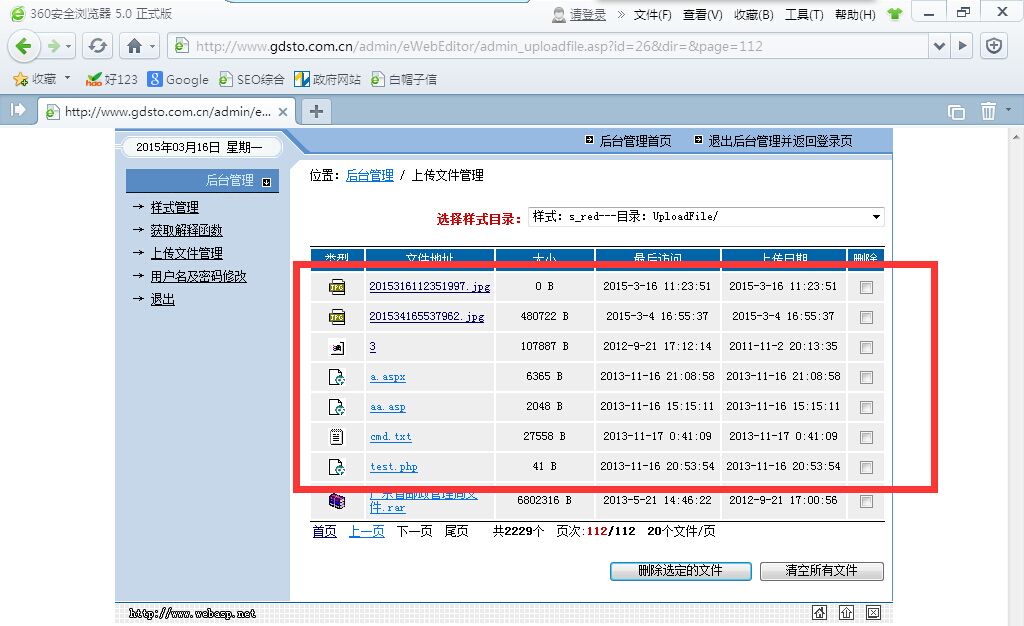 360安全浏览器 5.0 正式版
请登录 » 文件(F) 查看(V) 收藏(B) 工具(T) 帮助(H)
http://www.gdsto.com.cn/admin/eWebEditor/admin_uploadfile.asp?id=26&dir=&page=112
收藏 好123 Google SEO综合 政府网站 白帽子信
http://www.gdsto.com.cn/admin/e...
2015年03月16日 星期一
后台管理首页 退出后台管理并返回登录页
后台管理
样式管理
获取解释函数
上传文件管理
用户名及密码修改
退出
位置: 后台管理 / 上传文件管理
选择样式目录: 样式: s_red---目录: UploadFile/
类型 文件地址 大小 最后访问 上传日期 删除
JPG 2015316112351997.jpg 0 B 2015-3-16 11:23:51 2015-3-16 11:23:51
JPG 201534165537962.jpg 480722 B 2015-3-4 16:55:37 2015-3-4 16:55:37
3 107887 B 2012-9-21 17:12:14 2011-11-2 20:13:35
a.aspx 6365 B 2013-11-16 21:08:58 2013-11-16 21:08:58
aa.asp 2048 B 2013-11-16 15:15:11 2013-11-16 15:15:11
cmd.txt 27558 B 2013-11-17 0:41:09 2013-11-17 0:41:09
test.php 41 B 2013-11-16 20:53:54 2013-11-16 20:53:54
件.rar 6802316 B 2013-5-21 14:46:22 2012-9-21 17:00:56
首页 上一页 下一页 尾页 共2229个 页次:112/112 20个文件/页
删除选定的文件 清空所有文件
http://www.webasp.net